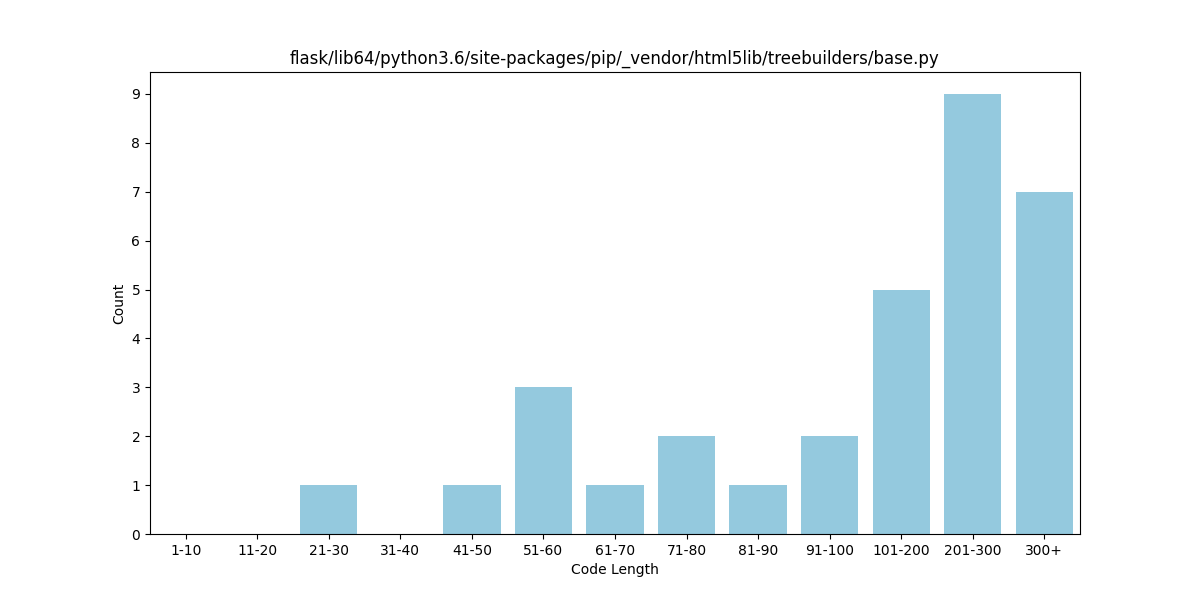 flask/lib64/python3.6/site-packages/pip/_vendor/html5lib/treebuilders/base.py
9
8
7
6
5
4
3
2
1
0
Count
1-10 11-20 21-30 31-40 41-50 51-60 61-70 71-80 81-90 91-100 101-200 201-300 300+
Code Length